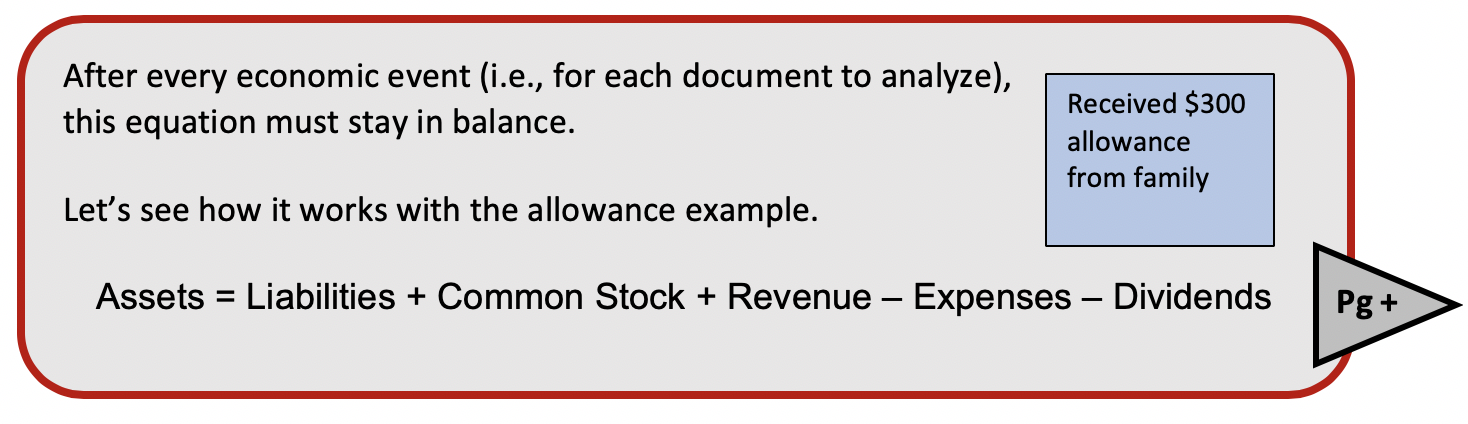 After every economic event (i.e., for each document to analyze),
this equation must stay in balance.
Received $300
allowance
from family
Let’s see how it works with the allowance example.
Assets = Liabilities + Common Stock + Revenue – Expenses – Dividends
Pg +